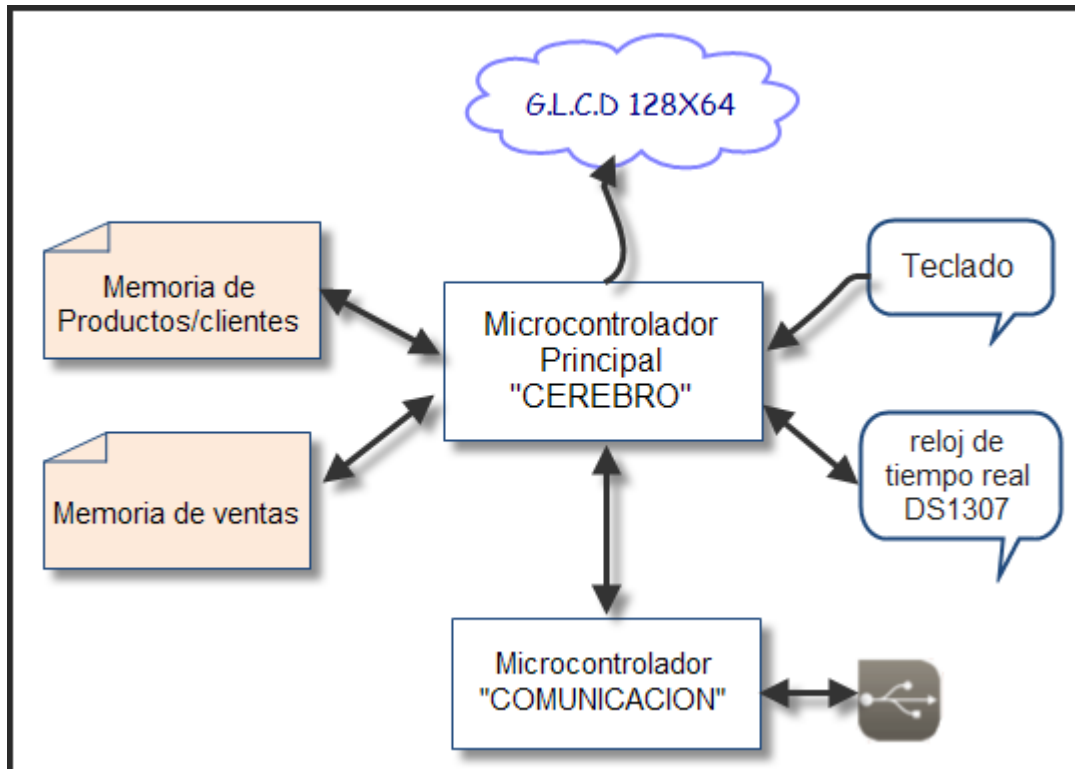 G.L.C.D 128X64
Memoria de
Productos/clientes
Microcontrolador
Principal
"CEREBRO"
Teclado
Memoria de ventas
reloj de
tiempo real
DS1307
Microcontrolador
"COMUNICACION"